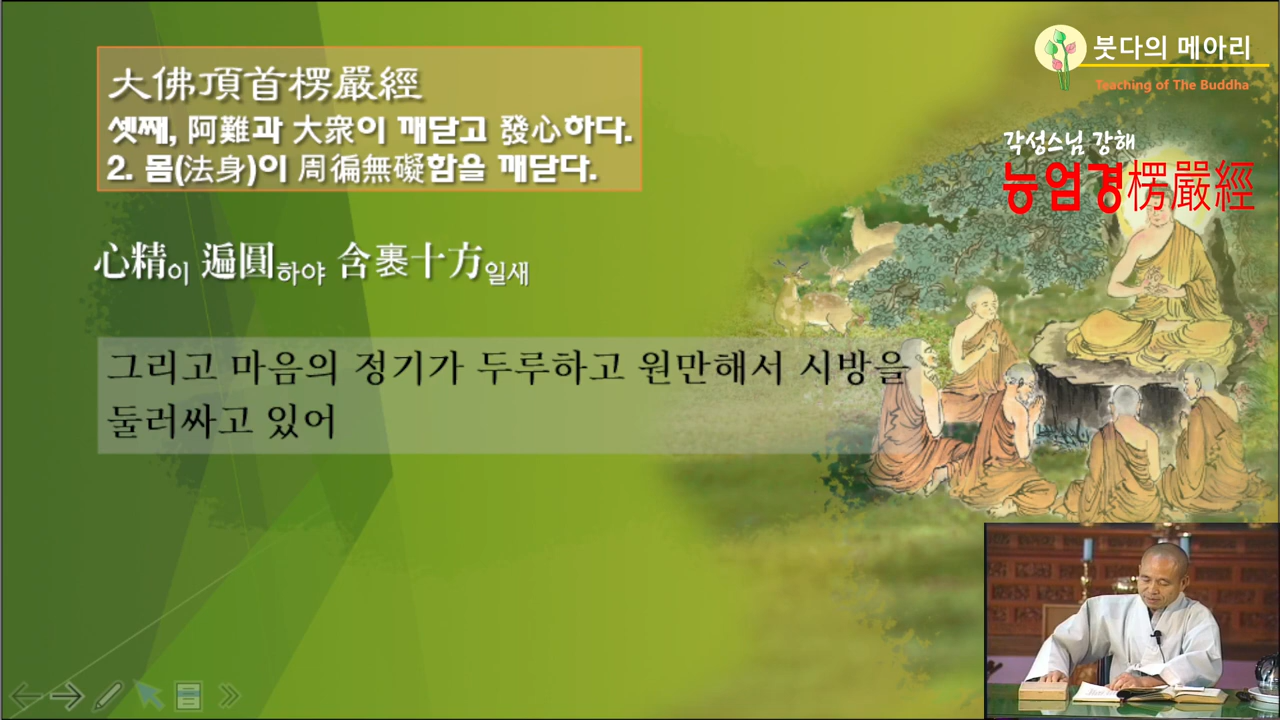 大佛頂首楞嚴經
셋째, 阿難과 大衆이 깨닫고 發心하다.
2. 몸(法身)이 周徧無礙함을 깨닫다.
心精이 遍圓하야 含裹十方일새
그리고 마음의 정기가 두루하고 원만해서 시방을
둘러싸고 있어
붓다의 메아리
Teaching of The Buddha
각성스님 강해
능엄경楞嚴經